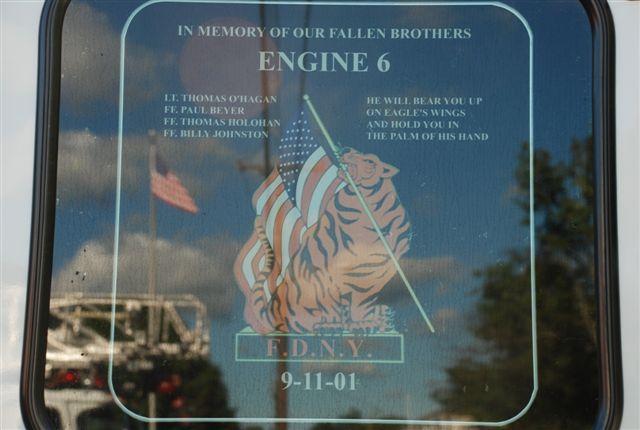 IN MEMORY OF OUR FALLEN BROTHERS
ENGINE 6
LT. THOMAS O'HAGAN
FF. PAUL BEYER
FF. THOMAS HOLOHAN
FF. BILLY JOHNSTON
HE WILL BEAR YOU UP
ON EAGLE'S WINGS
AND HOLD YOU IN
THE PALM OF HIS HAND
F.D.N.Y.
9-11-01